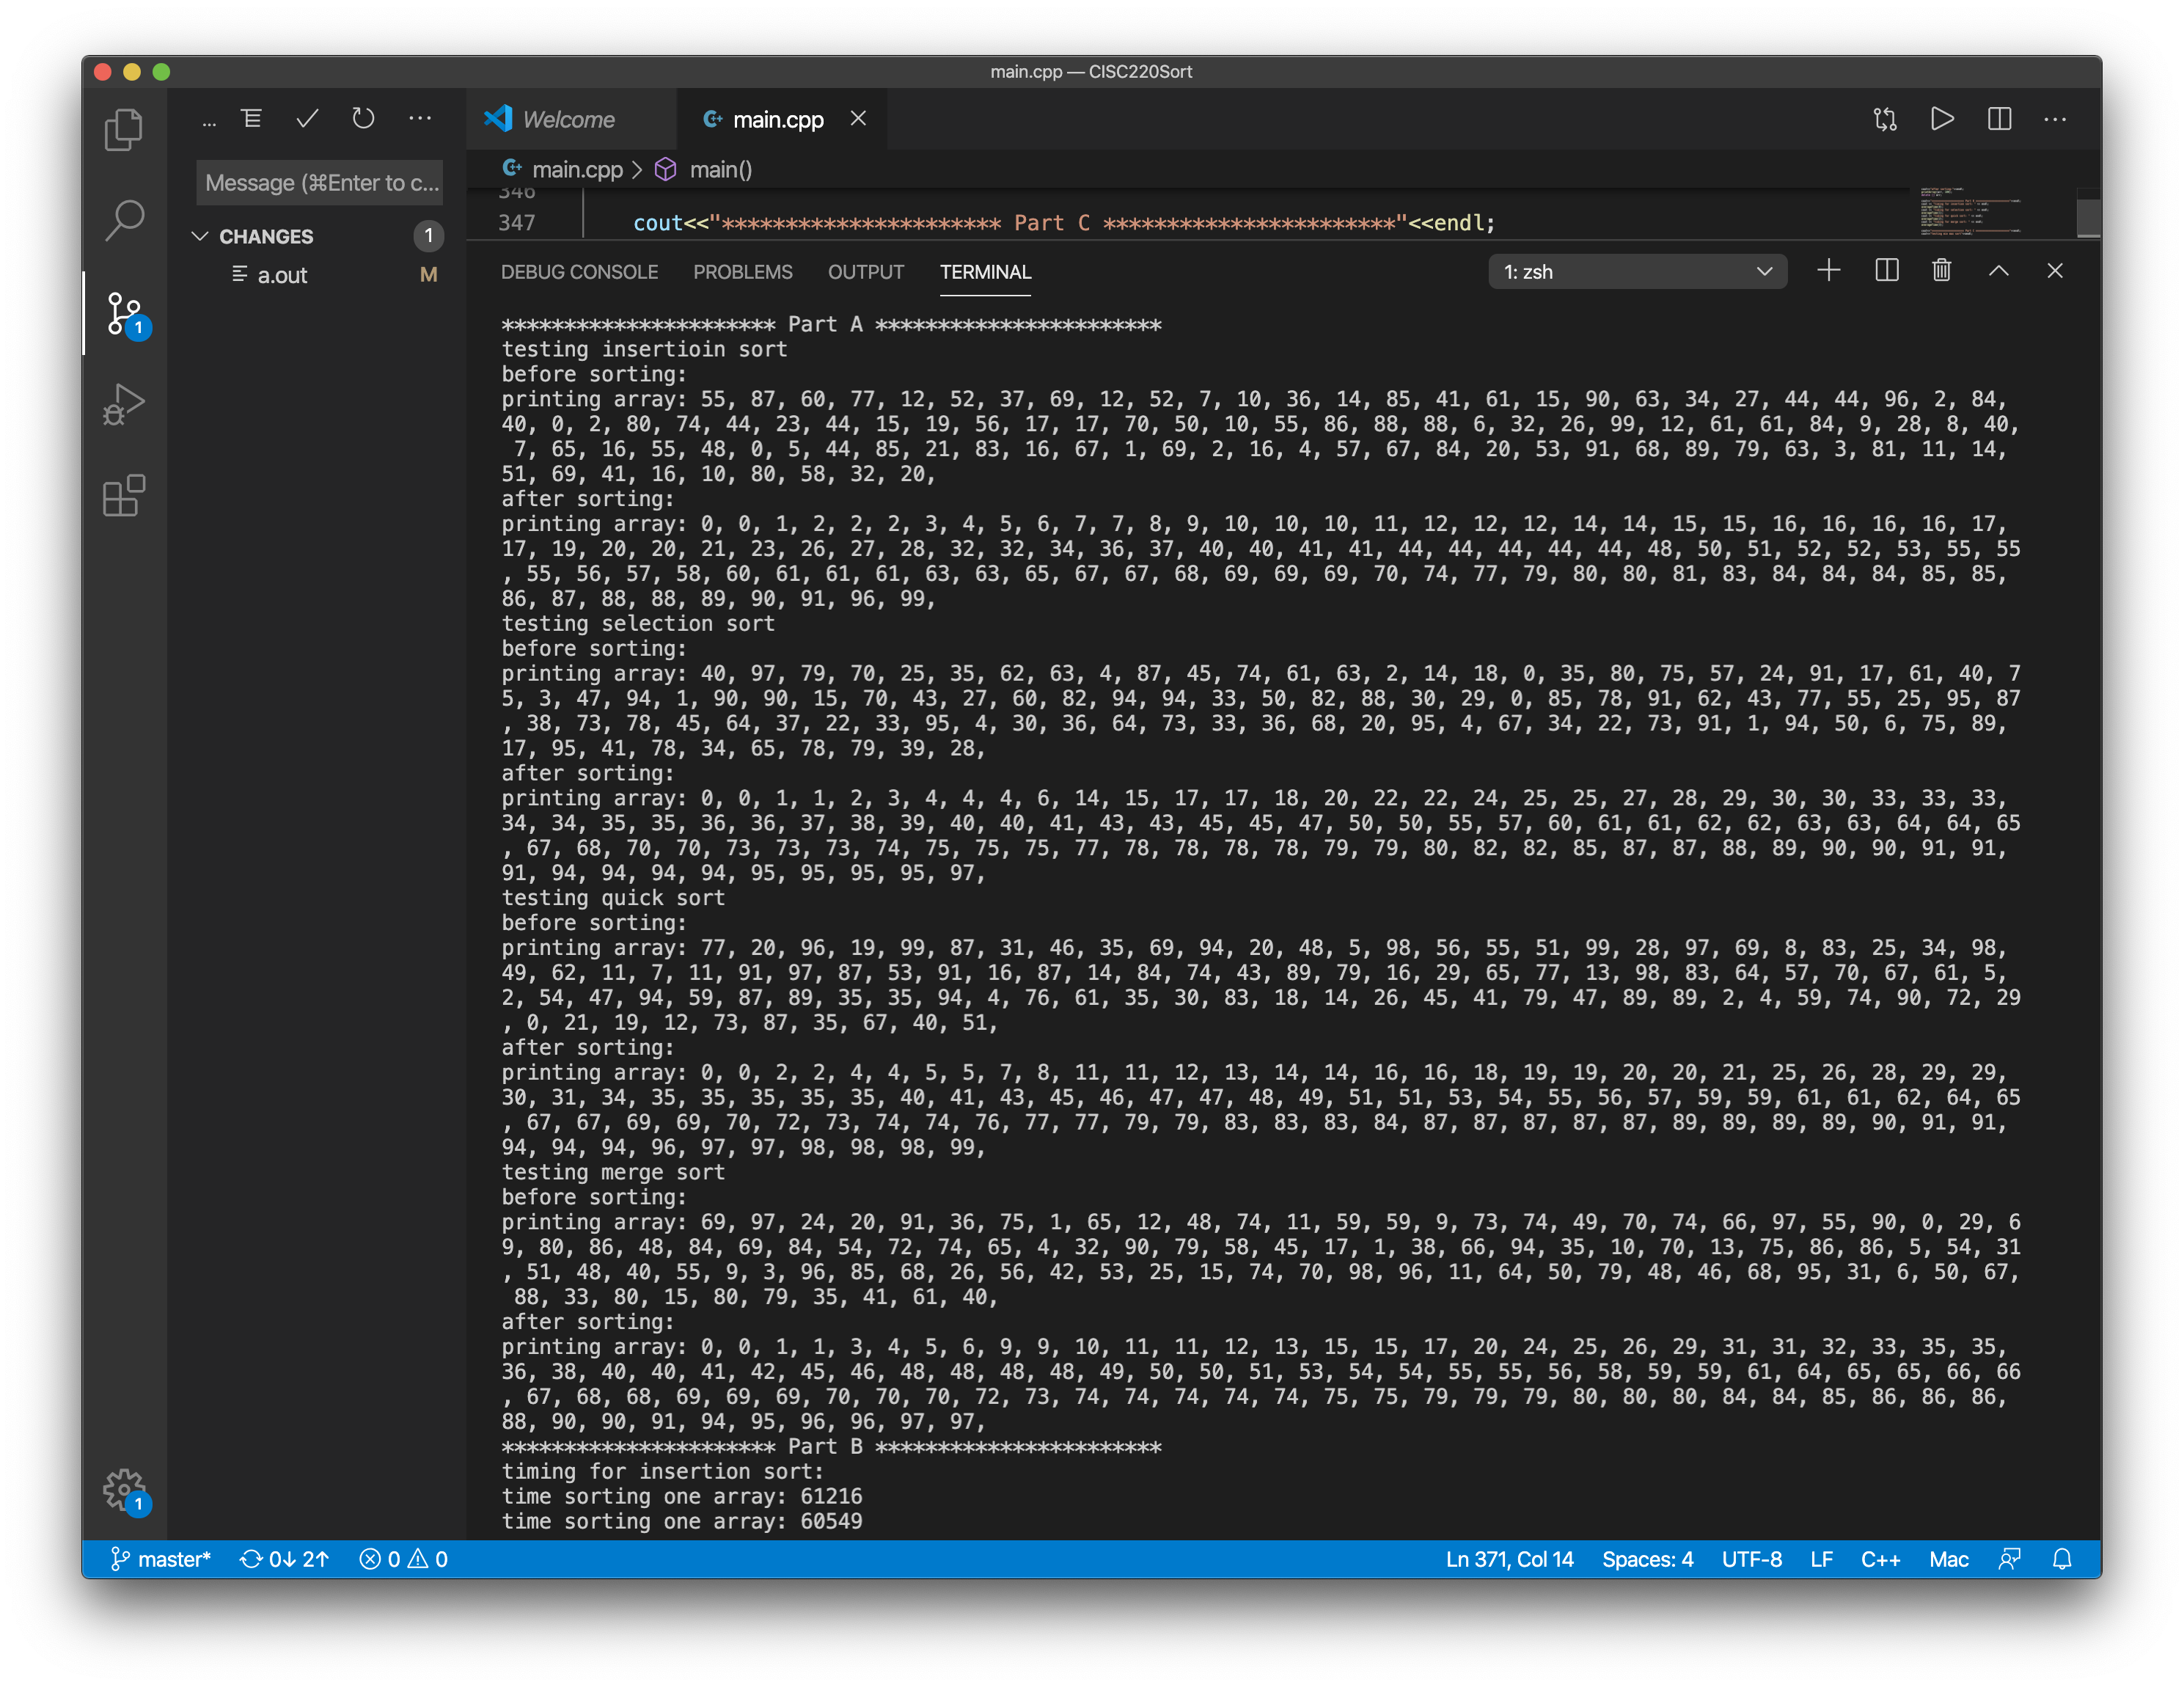 main.cpp — CISC220Sort
...
Message (⌘Enter to c...
CHANGES 1
a.out M
1
1
Welcome
main.cpp
main.cpp > main()
346
347 cout<<"********************** Part C ***********************"<<endl;
DEBUG CONSOLE PROBLEMS OUTPUT TERMINAL 1: zsh
********************** Part A ***********************
testing insertioin sort
before sorting:
printing array: 55, 87, 60, 77, 12, 52, 37, 69, 12, 52, 7, 10, 36, 14, 85, 41, 61, 15, 90, 63, 34, 27, 44, 44, 96, 2, 84,
40, 0, 2, 80, 74, 44, 23, 44, 15, 19, 56, 17, 17, 70, 50, 10, 55, 86, 88, 88, 6, 32, 26, 99, 12, 61, 61, 84, 9, 28, 8, 40,
7, 65, 16, 55, 48, 0, 5, 44, 85, 21, 83, 16, 67, 1, 69, 2, 16, 4, 57, 67, 84, 20, 53, 91, 68, 89, 79, 63, 3, 81, 11, 14,
51, 69, 41, 16, 10, 80, 58, 32, 20,
after sorting:
printing array: 0, 0, 1, 2, 2, 2, 3, 4, 5, 6, 7, 7, 8, 9, 10, 10, 10, 11, 12, 12, 12, 14, 14, 15, 15, 16, 16, 16, 16, 17,
17, 19, 20, 20, 21, 23, 26, 27, 28, 32, 32, 34, 36, 37, 40, 40, 41, 41, 44, 44, 44, 44, 44, 48, 50, 51, 52, 52, 53, 55, 55
, 55, 56, 57, 58, 60, 61, 61, 61, 63, 63, 65, 67, 67, 68, 69, 69, 69, 70, 74, 77, 79, 80, 80, 81, 83, 84, 84, 84, 85, 85,
86, 87, 88, 88, 89, 90, 91, 96, 99,
testing selection sort
before sorting:
printing array: 40, 97, 79, 70, 25, 35, 62, 63, 4, 87, 45, 74, 61, 63, 2, 14, 18, 0, 35, 80, 75, 57, 24, 91, 17, 61, 40, 7
5, 3, 47, 94, 1, 90, 90, 15, 70, 43, 27, 60, 82, 94, 94, 33, 50, 82, 88, 30, 29, 0, 85, 78, 91, 62, 43, 77, 55, 25, 95, 87
, 38, 73, 78, 45, 64, 37, 22, 33, 95, 4, 30, 36, 64, 73, 33, 36, 68, 20, 95, 4, 67, 34, 22, 73, 91, 1, 94, 50, 6, 75, 89,
17, 95, 41, 78, 34, 65, 78, 79, 39, 28,
after sorting:
printing array: 0, 0, 1, 1, 2, 3, 4, 4, 4, 6, 14, 15, 17, 17, 18, 20, 22, 22, 24, 25, 25, 27, 28, 29, 30, 30, 33, 33, 33,
34, 34, 35, 35, 36, 36, 37, 38, 39, 40, 40, 41, 43, 43, 45, 45, 47, 50, 50, 55, 57, 60, 61, 61, 62, 62, 63, 63, 64, 64, 65
, 67, 68, 70, 70, 73, 73, 73, 74, 75, 75, 75, 77, 78, 78, 78, 78, 79, 79, 80, 82, 82, 85, 87, 87, 88, 89, 90, 90, 91, 91,
91, 94, 94, 94, 94, 95, 95, 95, 95, 97,
testing quick sort
before sorting:
printing array: 77, 20, 96, 19, 99, 87, 31, 46, 35, 69, 94, 20, 48, 5, 98, 56, 55, 51, 99, 28, 97, 69, 8, 83, 25, 34, 98,
49, 62, 11, 7, 11, 91, 97, 87, 53, 91, 16, 87, 14, 84, 74, 43, 89, 79, 16, 29, 65, 77, 13, 98, 83, 64, 57, 70, 67, 61, 5,
2, 54, 47, 94, 59, 87, 89, 35, 35, 94, 4, 76, 61, 35, 30, 83, 18, 14, 26, 45, 41, 79, 47, 89, 89, 2, 4, 59, 74, 90, 72, 29
, 0, 21, 19, 12, 73, 87, 35, 67, 40, 51,
after sorting:
printing array: 0, 0, 2, 2, 4, 4, 5, 5, 7, 8, 11, 11, 12, 13, 14, 14, 16, 16, 18, 19, 19, 20, 20, 21, 25, 26, 28, 29, 29,
30, 31, 34, 35, 35, 35, 35, 35, 40, 41, 43, 45, 46, 47, 47, 48, 49, 51, 51, 53, 54, 55, 56, 57, 59, 59, 61, 61, 62, 64, 65
, 67, 67, 69, 69, 70, 72, 73, 74, 74, 76, 77, 77, 79, 79, 83, 83, 83, 84, 87, 87, 87, 87, 87, 89, 89, 89, 89, 90, 91, 91,
94, 94, 94, 96, 97, 97, 98, 98, 98, 99,
testing merge sort
before sorting:
printing array: 69, 97, 24, 20, 91, 36, 75, 1, 65, 12, 48, 74, 11, 59, 59, 9, 73, 74, 49, 70, 74, 66, 97, 55, 90, 0, 29, 6
9, 80, 86, 48, 84, 69, 84, 54, 72, 74, 65, 4, 32, 90, 79, 58, 45, 17, 1, 38, 66, 94, 35, 10, 70, 13, 75, 86, 86, 5, 54, 31
, 51, 48, 40, 55, 9, 3, 96, 85, 68, 26, 56, 42, 53, 25, 15, 74, 70, 98, 96, 11, 64, 50, 79, 48, 46, 68, 95, 31, 6, 50, 67,
88, 33, 80, 15, 80, 79, 35, 41, 61, 40,
after sorting:
printing array: 0, 0, 1, 1, 3, 4, 5, 6, 9, 9, 10, 11, 11, 12, 13, 15, 15, 17, 20, 24, 25, 26, 29, 31, 31, 32, 33, 35, 35,
36, 38, 40, 40, 41, 42, 45, 46, 48, 48, 48, 48, 49, 50, 50, 51, 53, 54, 54, 55, 55, 56, 58, 59, 59, 61, 64, 65, 65, 66, 66
, 67, 68, 68, 69, 69, 69, 70, 70, 70, 72, 73, 74, 74, 74, 74, 74, 75, 75, 79, 79, 79, 80, 80, 80, 84, 84, 85, 86, 86, 86,
88, 90, 90, 91, 94, 95, 96, 96, 97, 97,
********************** Part B ***********************
timing for insertion sort:
time sorting one array: 61216
time sorting one array: 60549
master* 0↓ 2↑ 0 0 Ln 371, Col 14 Spaces: 4 UTF-8 LF C++ Mac